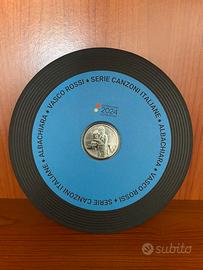 2024
VASCO ROSSI • SERIE CANZONI ITALIANE • ALBACHIARA • VASCO ROSSI • SERIE CANZONI ITALIANE • ALBACHIARA •
subito